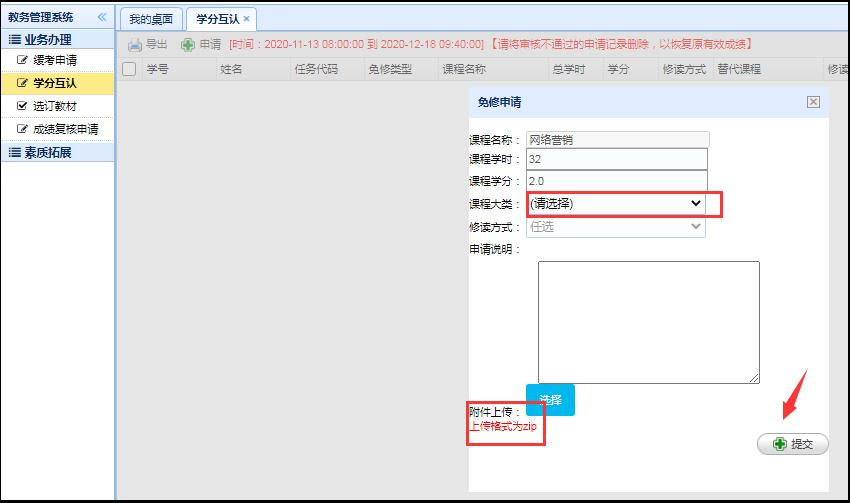 教务管理系统
业务办理
缓考申请
学分互认
选订教材
成绩复核申请
素质拓展
我的桌面 学分互认
导出 申请 [时间：2020-11-13 08:00:00 到 2020-12-18 09:40:00] 【请将审核不通过的申请记录删除，以恢复原有效成绩】
学号 姓名 任务代码 免修类型 课程名称 总学时 学分 修读方式 替代课程 修读
免修申请
课程名称： 网络营销
课程学时： 32
课程学分： 2.0
课程大类： (请选择)
修读方式： 任选
申请说明：
选择
附件上传：
上传格式为zip
提交